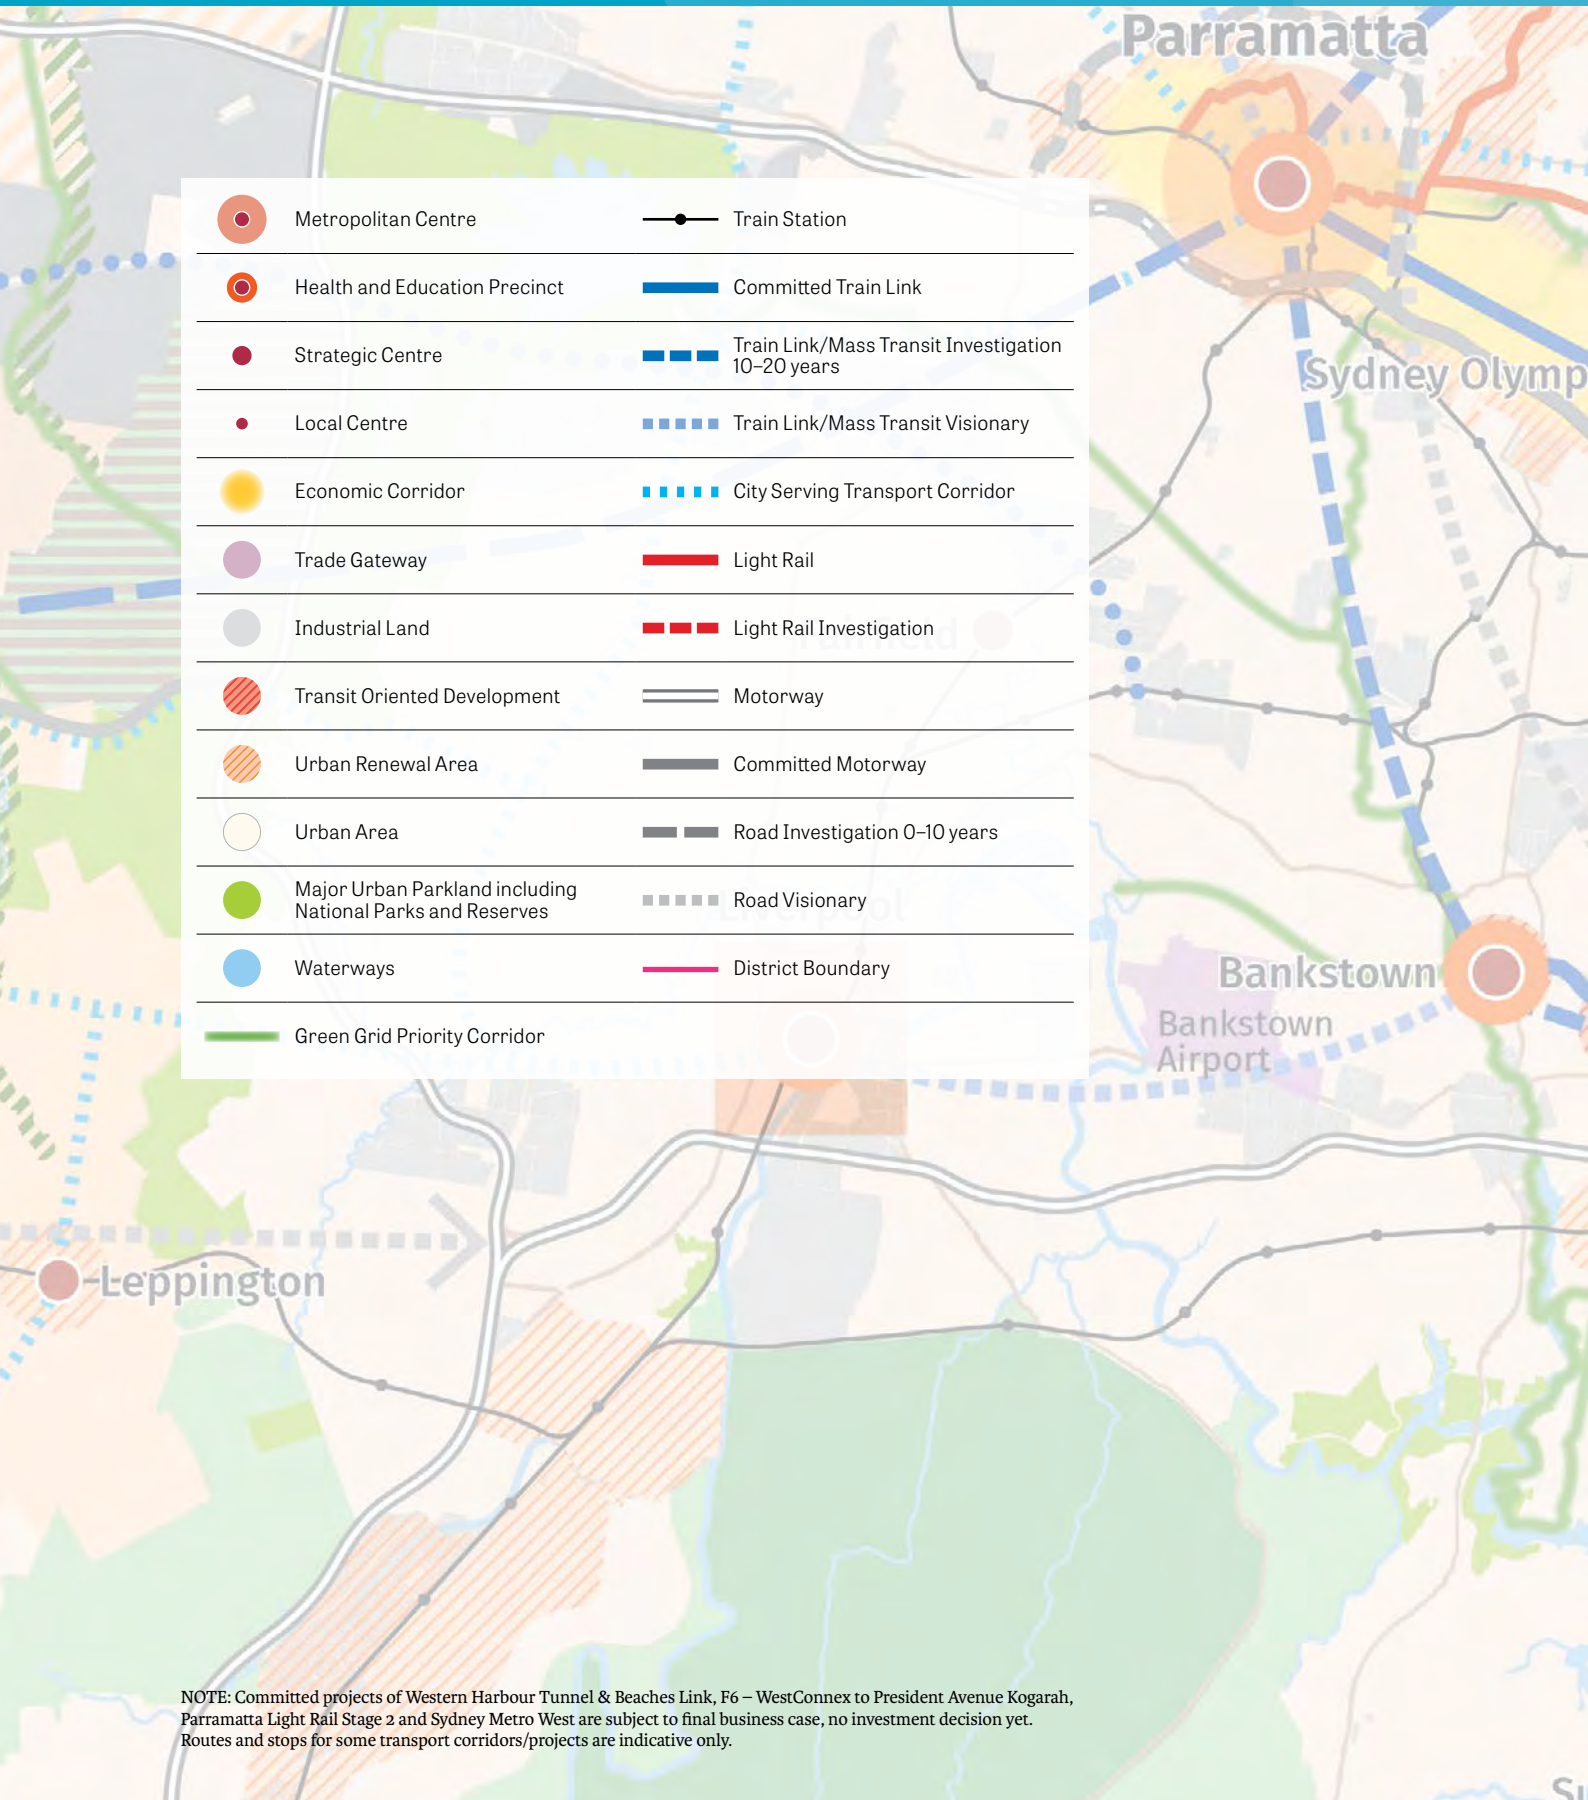 Parramatta
Metropolitan Centre
Train Station
Health and Education Precinct
Committed Train Link
Strategic Centre
Train Link/Mass Transit Investigation
10–20 years
Sydney Olymp
Local Centre
Train Link/Mass Transit Visionary
Economic Corridor
City Serving Transport Corridor
Trade Gateway
Light Rail
Industrial Land
Light Rail Investigation
Fairfield
Transit Oriented Development
Motorway
Urban Renewal Area
Committed Motorway
Urban Area
Road Investigation 0–10 years
Major Urban Parkland including
National Parks and Reserves
Road Visionary
Liverpool
Waterways
District Boundary
Bankstown
Bankstown
Airport
Green Grid Priority Corridor
Leppington
NOTE: Committed projects of Western Harbour Tunnel & Beaches Link, F6 – WestConnex to President Avenue Kogarah,
Parramatta Light Rail Stage 2 and Sydney Metro West are subject to final business case, no investment decision yet.
Routes and stops for some transport corridors/projects are indicative only.